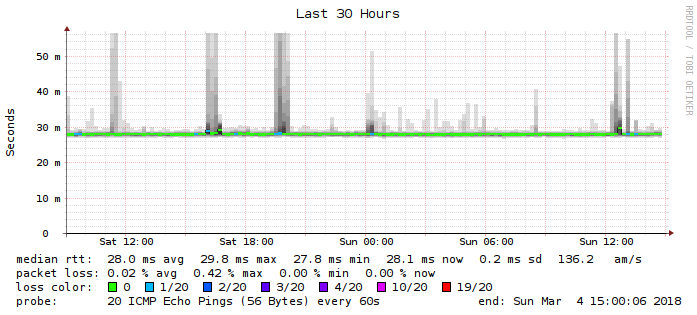 Last 30 Hours
RRDTOOL / TOBI OETIKER
Seconds
50 m
40 m
30 m
20 m
10 m
0
Sat 12:00 Sat 18:00 Sun 00:00 Sun 06:00 Sun 12:00
median rtt: 28.0 ms avg 29.8 ms max 27.8 ms min 28.1 ms now 0.2 ms sd 136.2 am/s
packet loss: 0.02 % avg 0.42 % max 0.00 % min 0.00 % now
loss color: 0 1/20 2/20 3/20 4/20 10/20 19/20
probe: 20 ICMP Echo Pings (56 Bytes) every 60s end: Sun Mar 4 15:00:06 2018